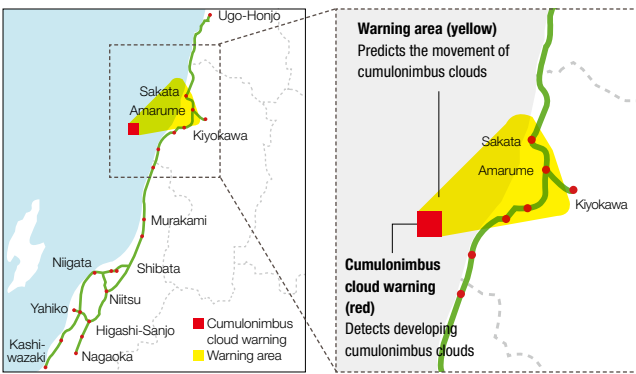 Ugo-Honjo
Sakata
Amarume
Kiyokawa
Murakami
Niigata
Shibata
Niitsu
Yahiko
Higashi-Sanjo
Kashi-
wazaki
Nagaoka
Cumulonimbus
cloud warning
Warning area
Warning area (yellow)
Predicts the movement of
cumulonimbus clouds
Sakata
Amarume
Kiyokawa
Cumulonimbus
cloud warning
(red)
Detects developing
cumulonimbus clouds